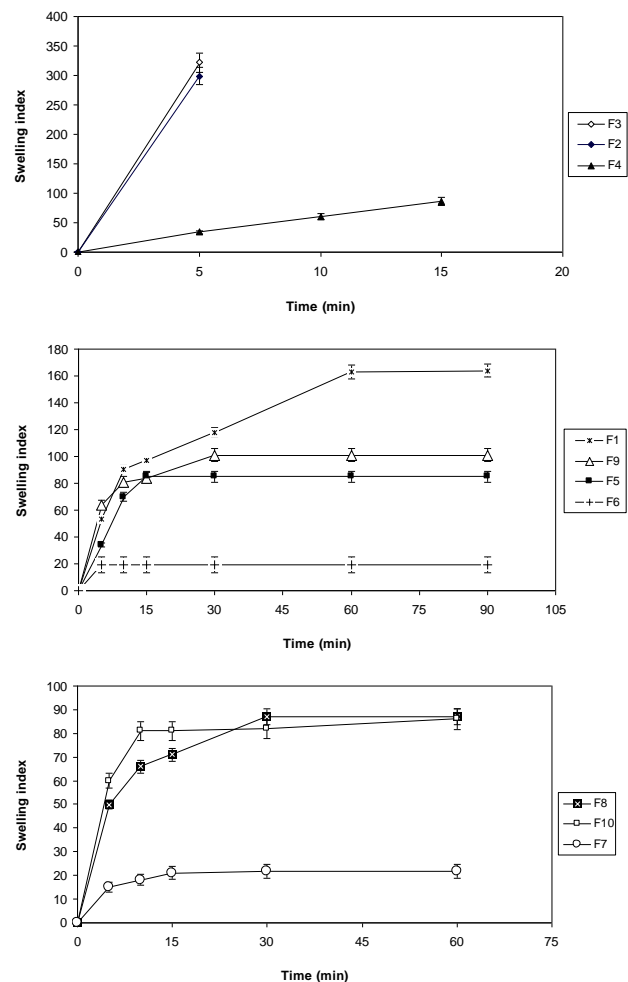 400
350
300
250
200
150
100
50
0
Swelling index
0 5 10 15 20
Time (min)
F3
F2
F4
180
160
140
120
100
80
60
40
20
0
Swelling index
0 15 30 45 60 75 90 105
Time (min)
F1
F9
F5
F6
100
90
80
70
60
50
40
30
20
10
0
Swelling index
0 15 30 45 60 75
Time (min)
F8
F10
F7